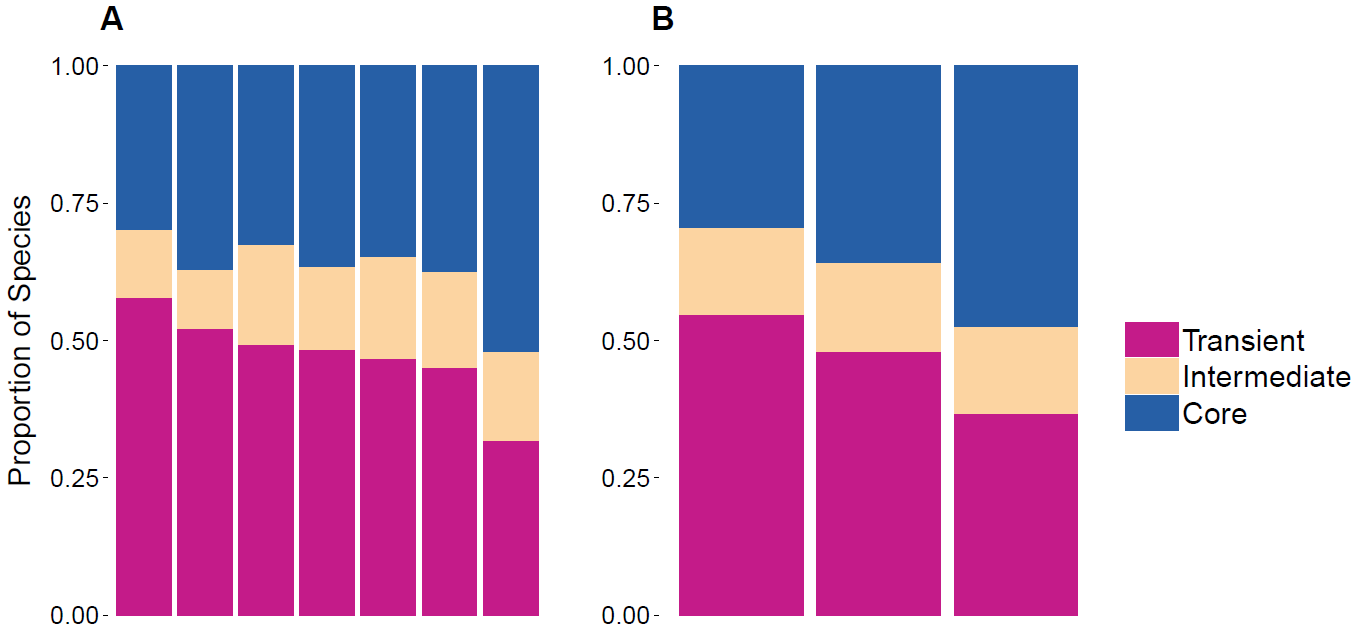 A
B
Proportion of Species
1.00
0.75
0.50
0.25
0.00
1.00
0.75
0.50
0.25
0.00
Transient
Intermediate
Core